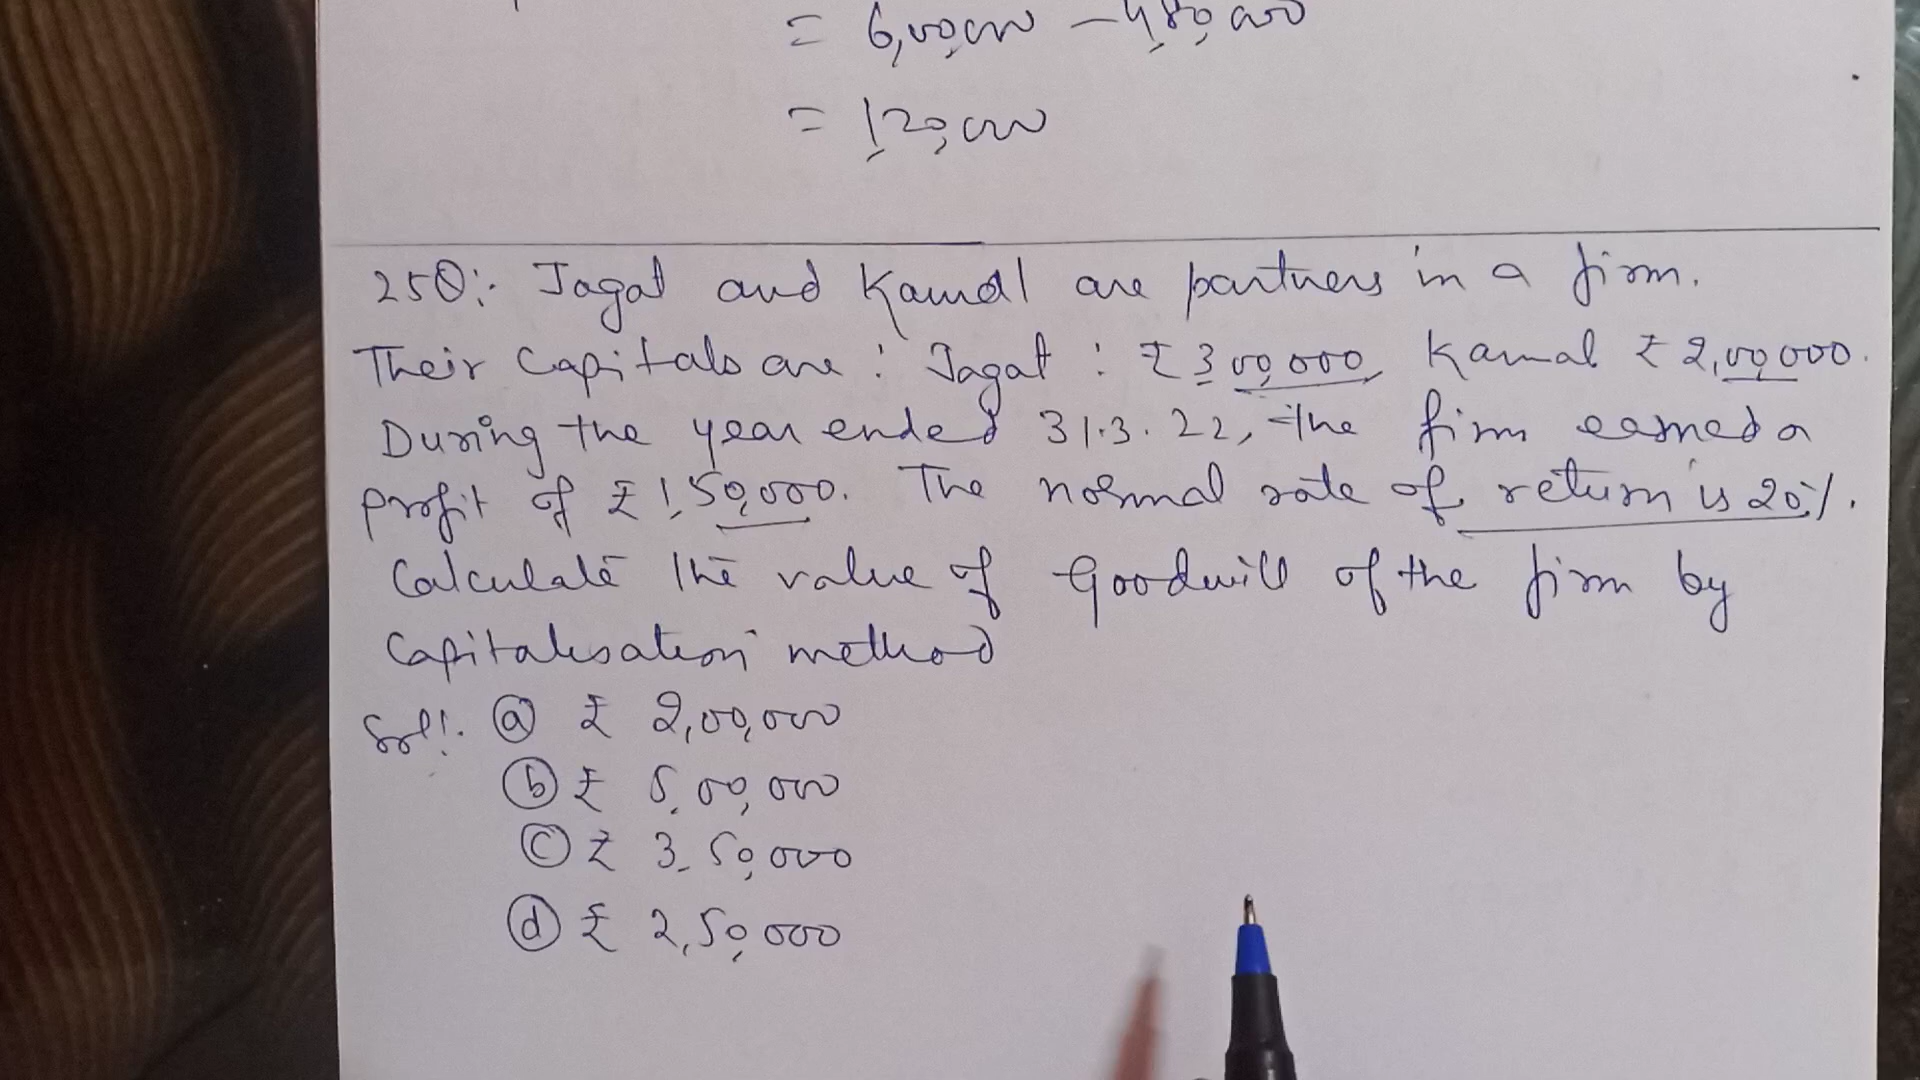 = 6,00,000 - 4,80,000
= 1,20,000
25Q:- Jagat and Kamal are partners in a firm.
Their Capitals are : Jagat : ₹ 3,00,000, Kamal ₹ 2,00,000.
During the year ended 31.3.22, the firm earned a
profit of ₹ 1,50,000. The normal rate of return is 20%.
Calculate the value of Goodwill of the firm by
Capitalisation method
Sol:- (a) ₹ 2,00,000
(b) ₹ 5,00,000
(c) ₹ 3,50,000
(d) ₹ 2,50,000